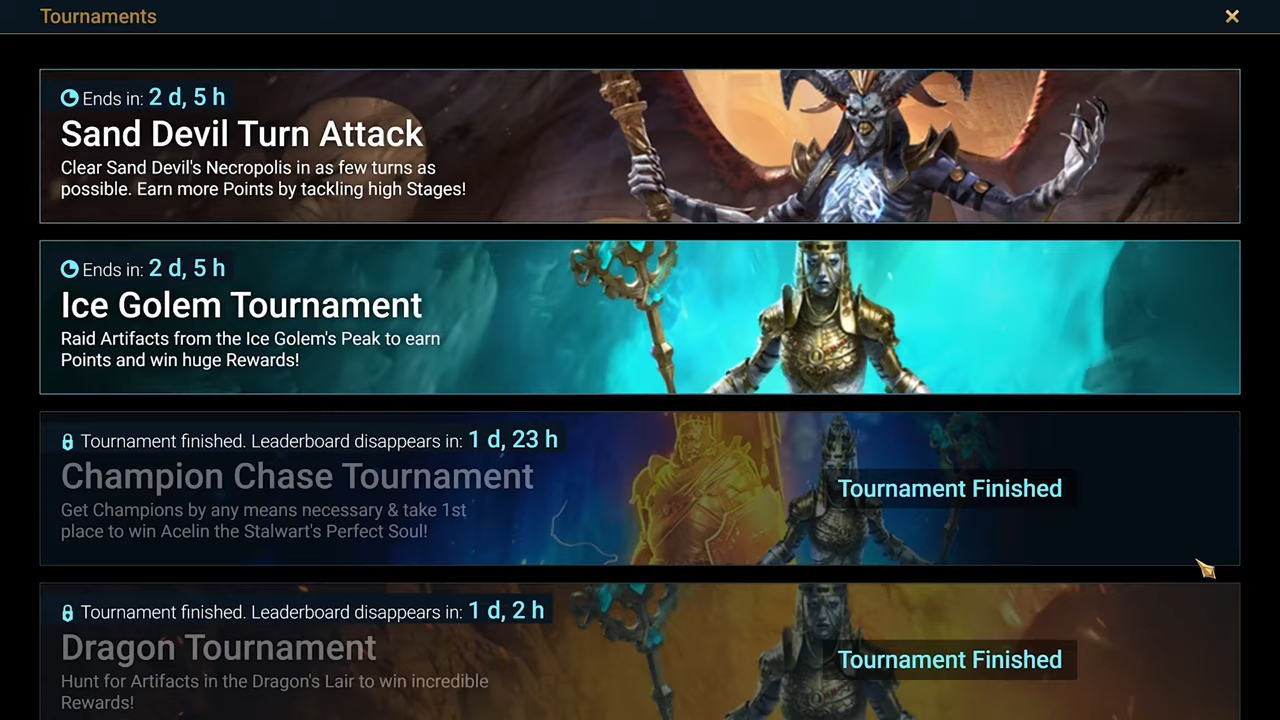 Tournaments
Ends in: 2 d, 5 h
Sand Devil Turn Attack
Clear Sand Devil's Necropolis in as few turns as
possible. Earn more Points by tackling high Stages!
Ends in: 2 d, 5 h
Ice Golem Tournament
Raid Artifacts from the Ice Golem's Peak to earn
Points and win huge Rewards!
Tournament finished. Leaderboard disappears in: 1 d, 23 h
Champion Chase Tournament
Get Champions by any means necessary & take 1st
place to win Acelin the Stalwart's Perfect Soul!
Tournament Finished
Tournament finished. Leaderboard disappears in: 1 d, 2 h
Dragon Tournament
Hunt for Artifacts in the Dragon's Lair to win incredible
Rewards!
Tournament Finished